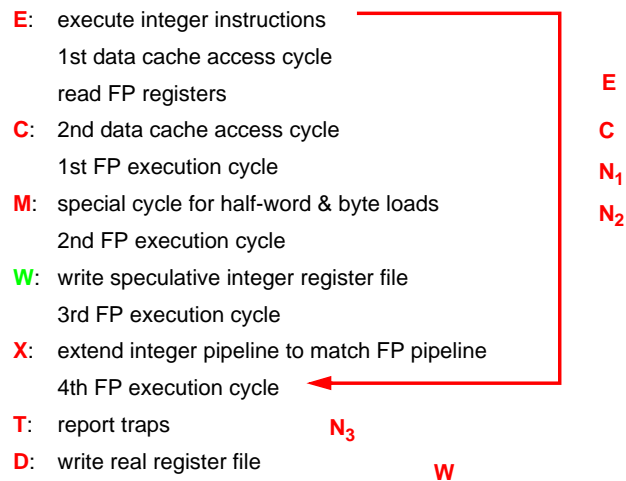 E: execute integer instructions
1st data cache access cycle
read FP registers
E
C: 2nd data cache access cycle
C
1st FP execution cycle
N1
M: special cycle for half-word & byte loads
N2
2nd FP execution cycle
W: write speculative integer register file
3rd FP execution cycle
X: extend integer pipeline to match FP pipeline
4th FP execution cycle
T: report traps
N3
D: write real register file
W